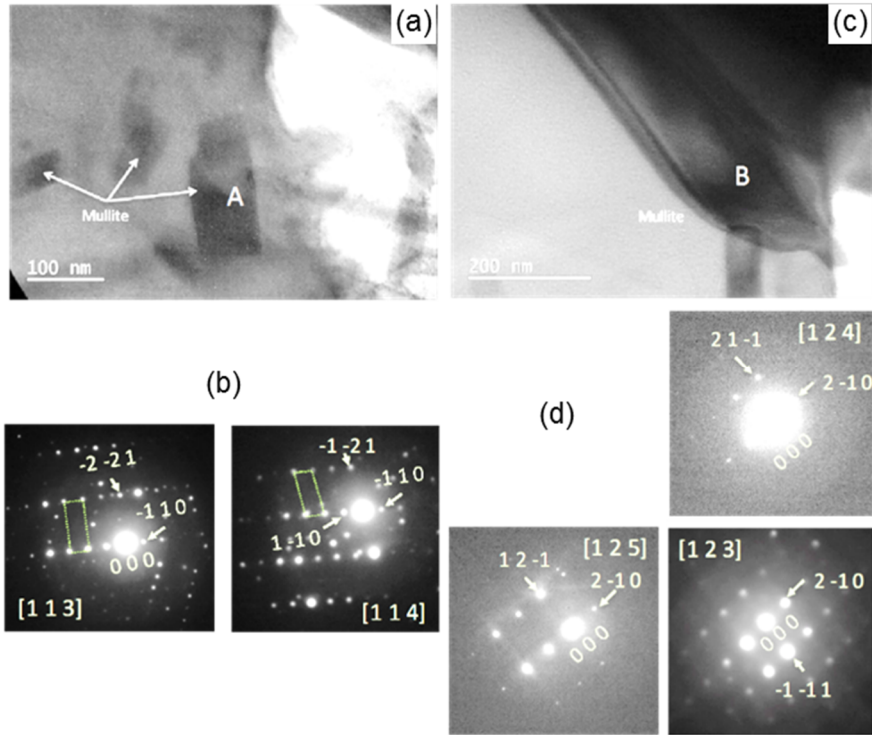 (a)
A
Mullite
100 nm
(c)
B
Mullite
200 nm
(b)
-2 -2 1
-1 1 0
0 0 0
[1 1 3]
-1 -2 1
-1 1 0
1 -1 0
[1 1 4]
(d)
[1 2 4]
2 1 -1
2 -1 0
0 0 0
[1 2 5]
1 2 -1
2 -1 0
0 0 0
[1 2 3]
2 -1 0
0 0 0
-1 -1 1